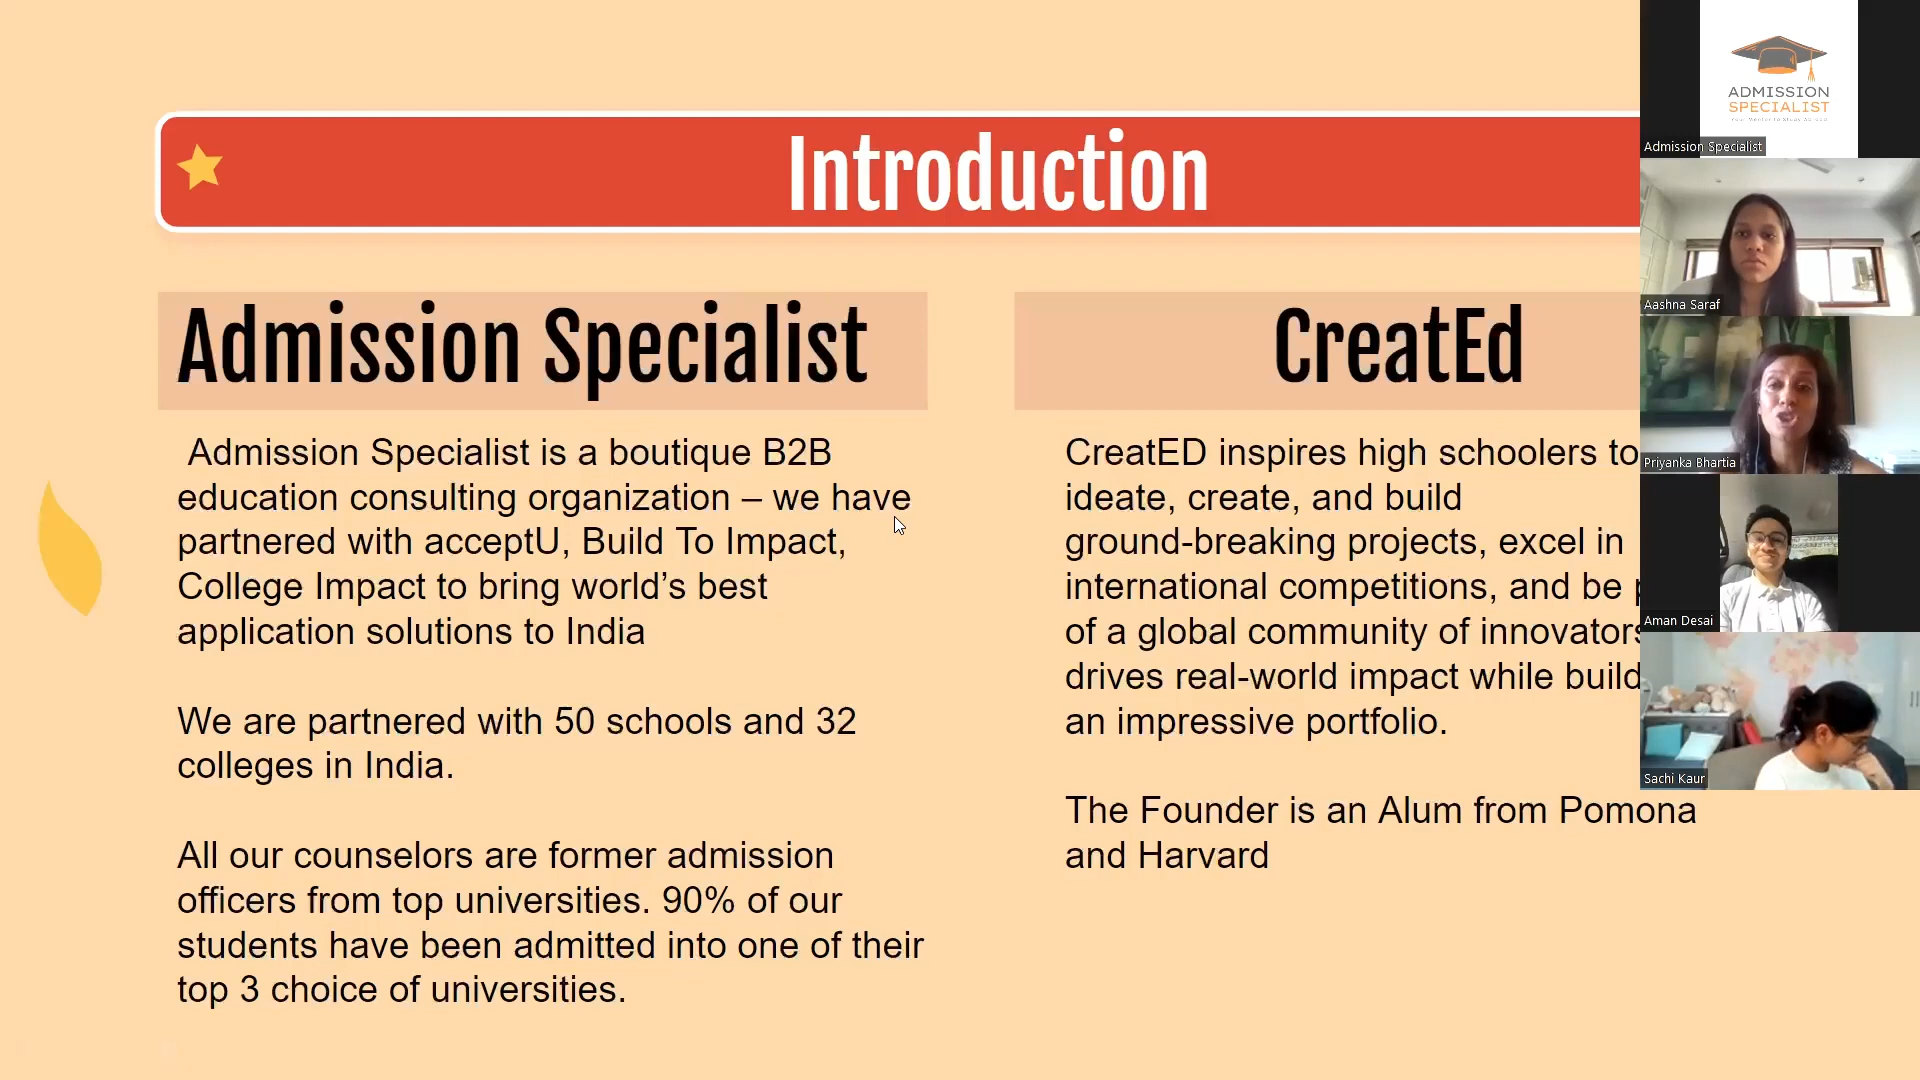 Introduction
Admission Specialist
Admission Specialist is a boutique B2B
education consulting organization – we have
partnered with acceptU, Build To Impact,
College Impact to bring world’s best
application solutions to India
We are partnered with 50 schools and 32
colleges in India.
All our counselors are former admission
officers from top universities. 90% of our
students have been admitted into one of their
top 3 choice of universities.
CreatEd
CreatED inspires high schoolers to
ideate, create, and build
ground-breaking projects, excel in
international competitions, and be
of a global community of innovators
drives real-world impact while build
an impressive portfolio.
The Founder is an Alum from Pomona
and Harvard
ADMISSION
SPECIALIST
Admission Specialist
Aashna Saraf
Priyanka Bhartia
Aman Desai
Sachi Kaur